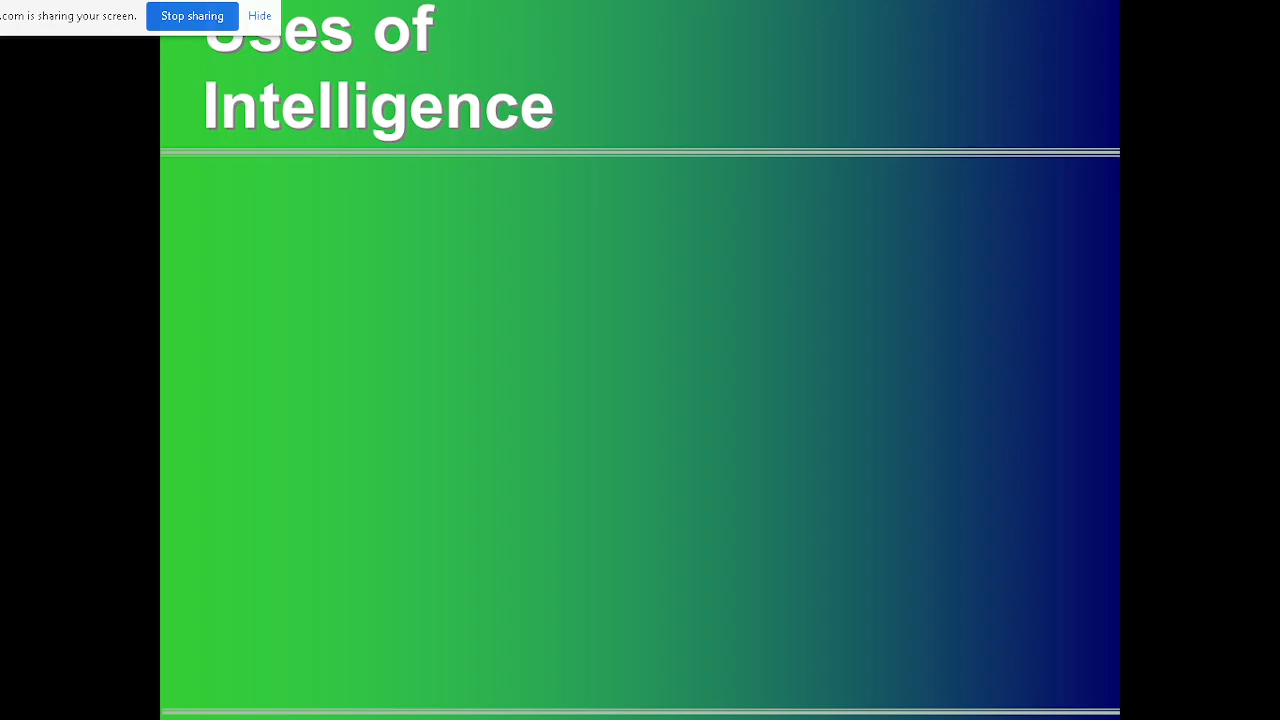 .com is sharing your screen. Stop sharing Hide
Uses of
Intelligence